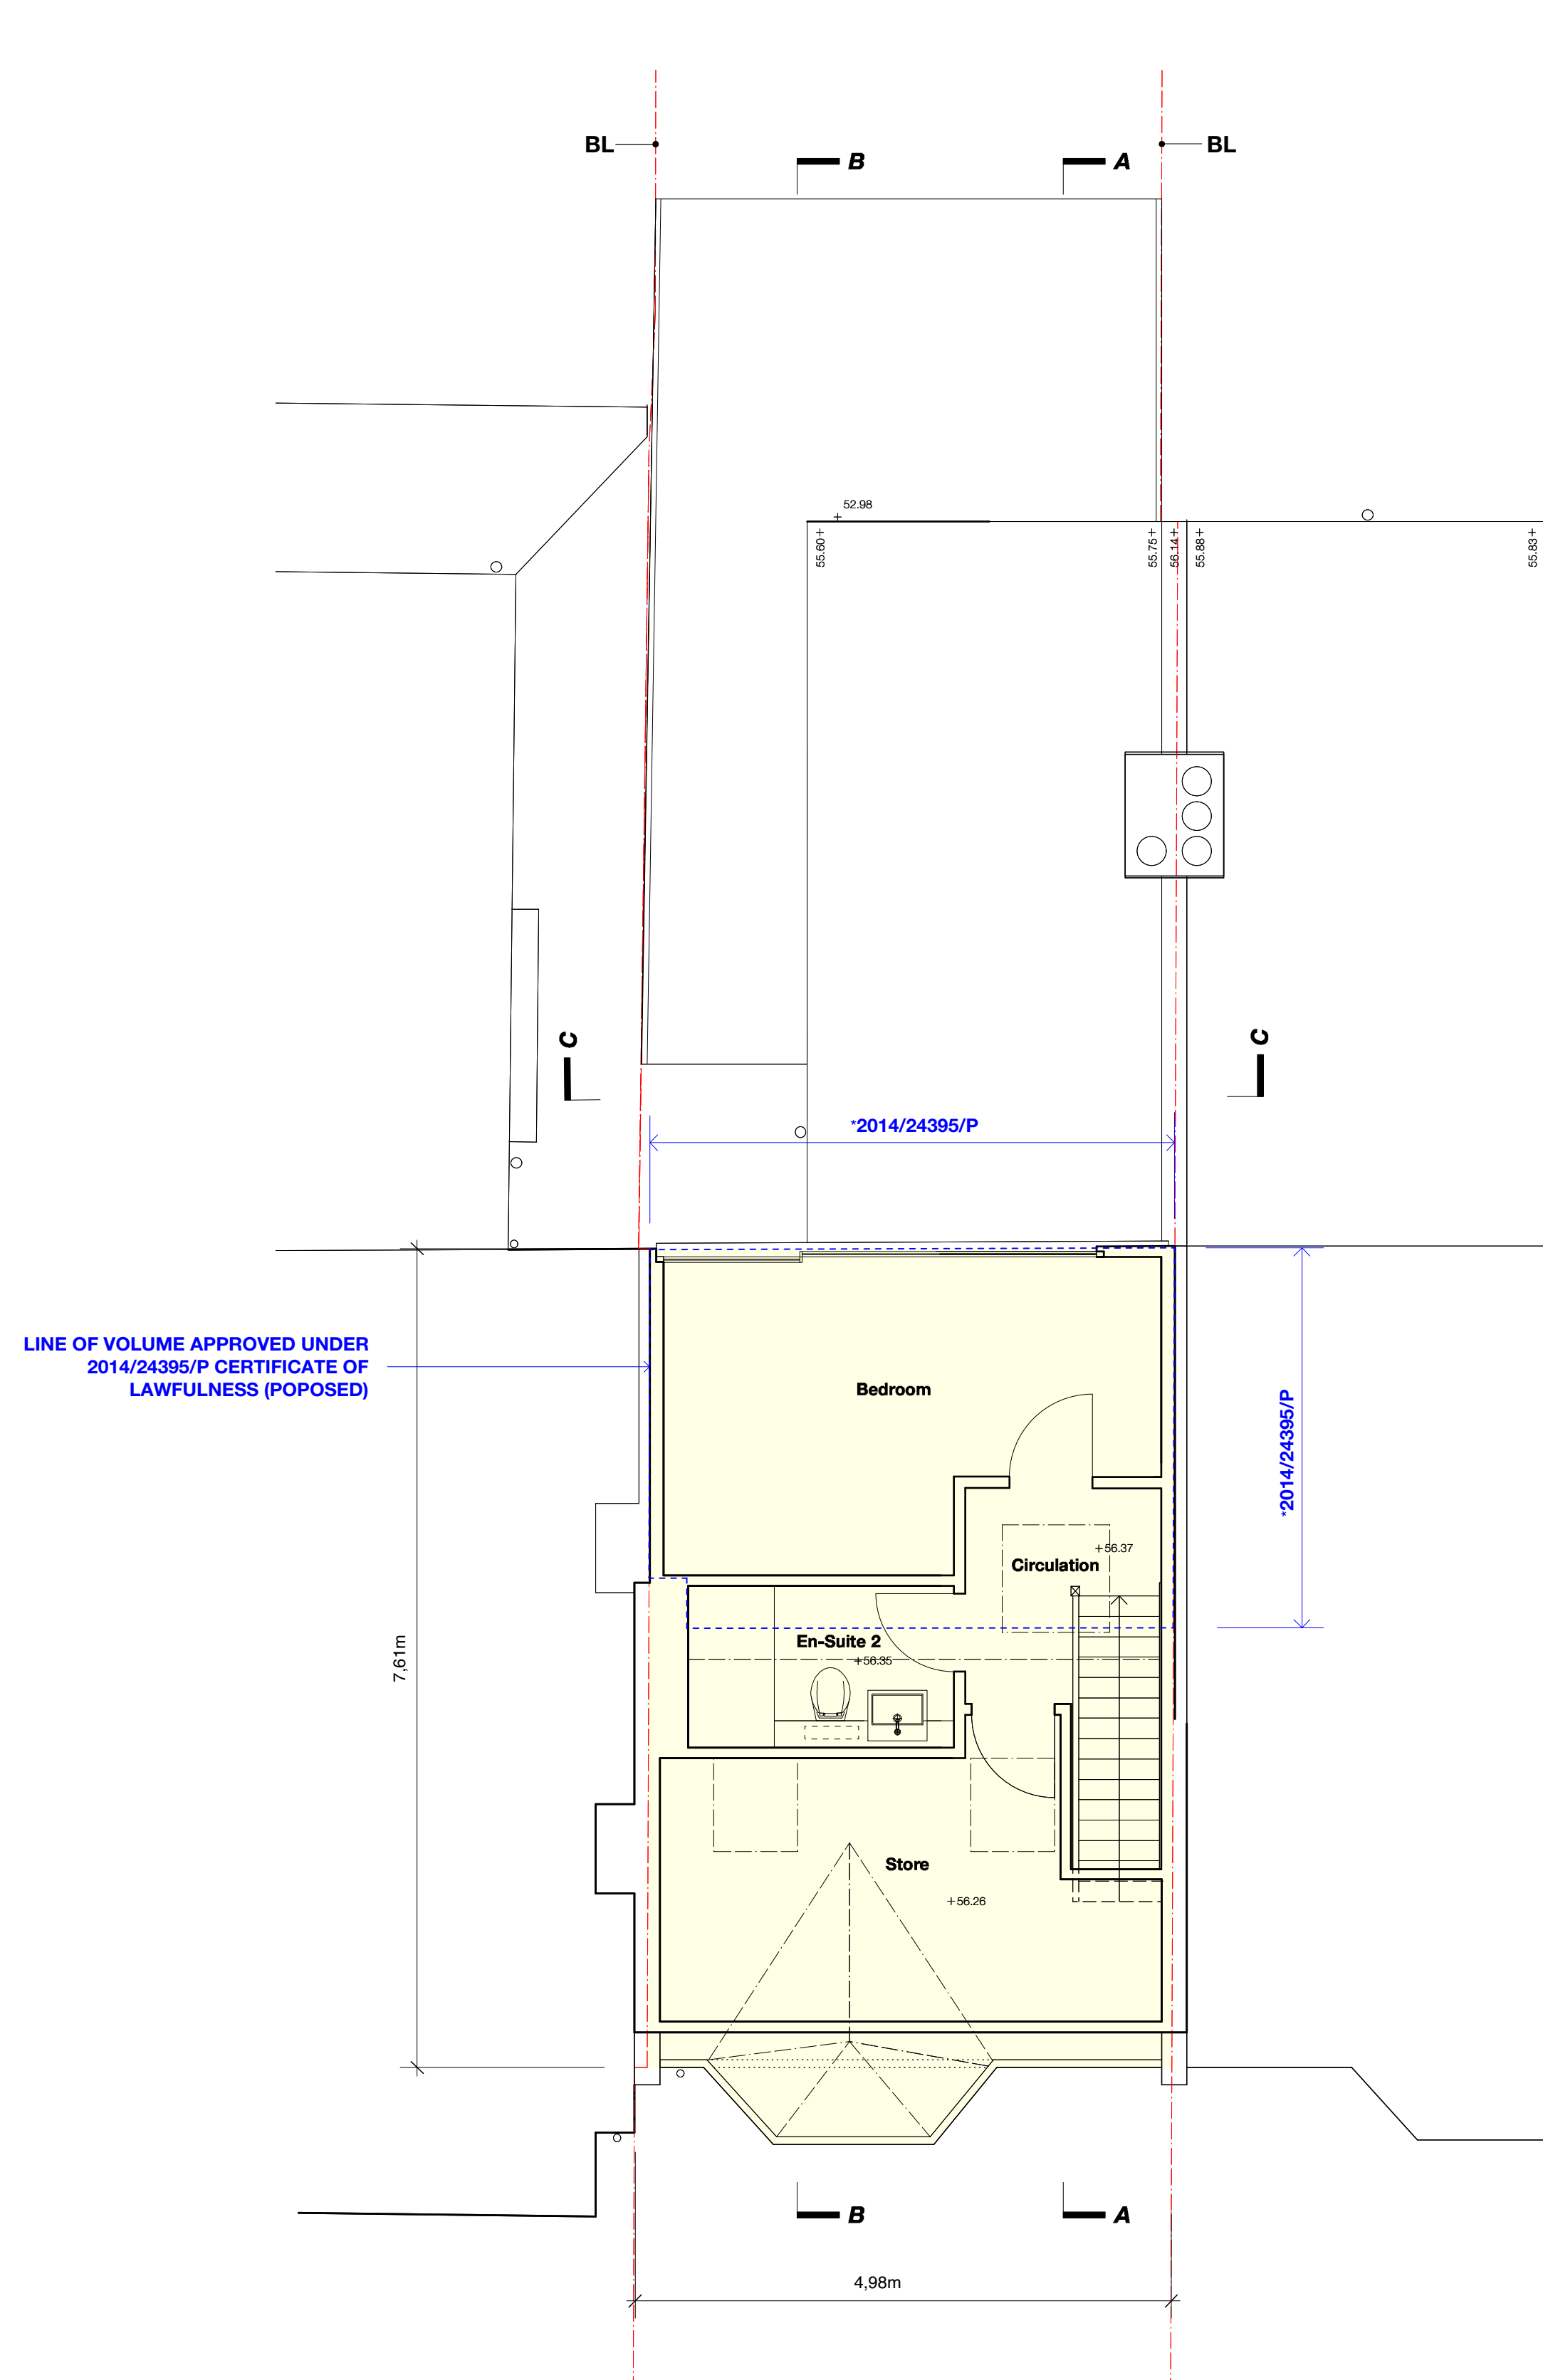 BL
B
A
BL
52.98
55.60
55.75
56.14
55.88
55.83
C
C
*2014/24395/P
LINE OF VOLUME APPROVED UNDER
2014/24395/P CERTIFICATE OF
LAWFULNESS (POPOSED)
Bedroom
*2014/24395/P
56.37
Circulation
En-Suite 2
56.35
7,61m
Store
56.26
B
A
4,98m